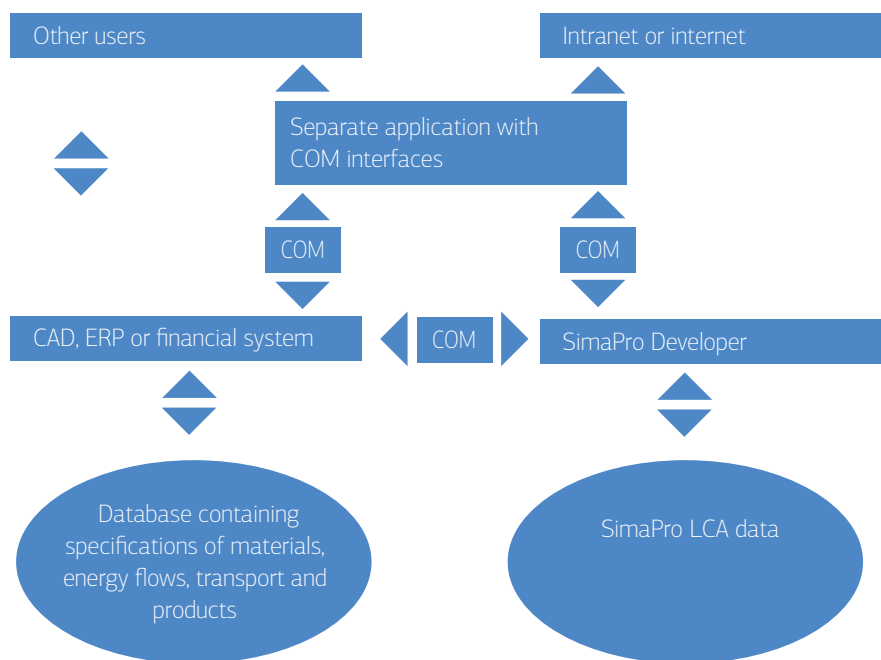 Other users
Intranet or internet
Separate application with
COM interfaces
COM
COM
CAD, ERP or financial system
COM
SimaPro Developer
Database containing
specifications of materials,
energy flows, transport and
products
SimaPro LCA data